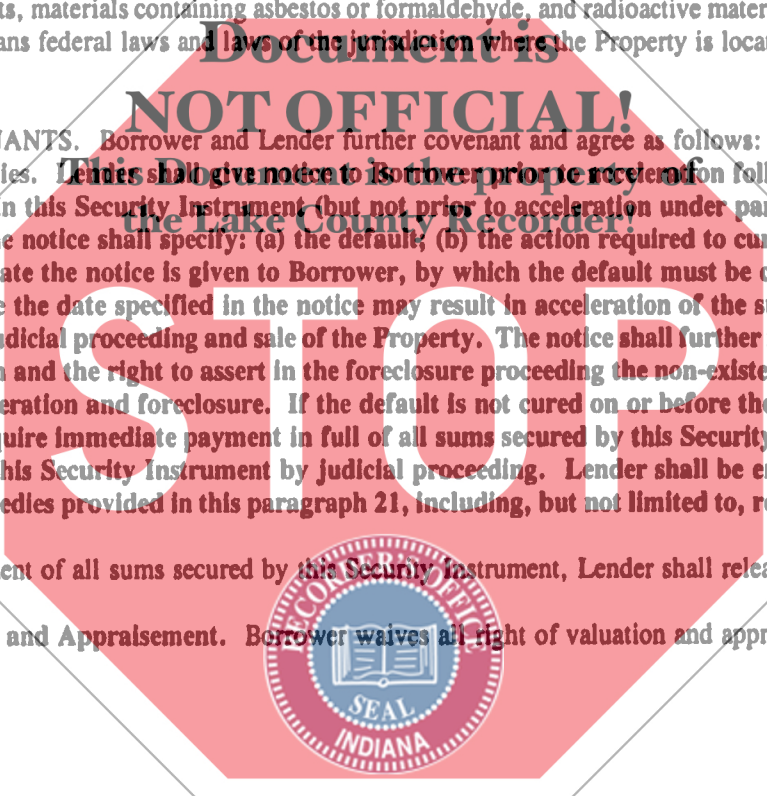 ts, materials containing asbestos or formaldehyde, and radioactive mater
ans federal laws and laws of the jurisdiction where the Property is locat
Document is
NOT OFFICIAL!
This Document is the property of
the Lake County Recorder!
ANTS. Borrower and Lender further covenant and agree as follows:
ies. Lender shall give notice to Borrower prior to acceleration foll
n this Security Instrument (but not prior to acceleration under par
e notice shall specify: (a) the default; (b) the action required to cur
ate the notice is given to Borrower, by which the default must be c
e the date specified in the notice may result in acceleration of the s
udicial proceeding and sale of the Property. The notice shall further
n and the right to assert in the foreclosure proceeding the non-existe
eration and foreclosure. If the default is not cured on or before the
quire immediate payment in full of all sums secured by this Security
his Security Instrument by judicial proceeding. Lender shall be en
edies provided in this paragraph 21, including, but not limited to, r
STOP
ent of all sums secured by this Security Instrument, Lender shall relea
and Appraisement. Borrower waives all right of valuation and appr
RECORDER'S OFFICE
SEAL
INDIANA